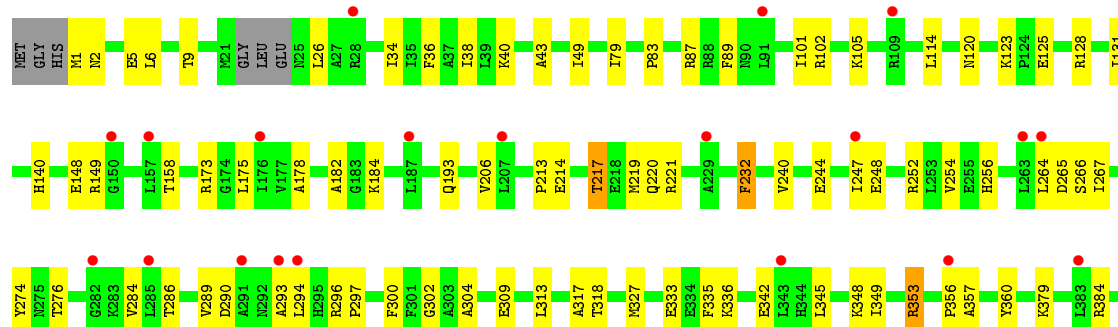 MET GLY HIS M1 N2 E5 L6 T9 M21 GLY LEU GLU N25 L26 A27 R28 I34 I35 F36 A37 I38 L39 K40 A43 I49 I79 P83 R87 R88 F89 N90 L91 I101 R102 K105 R109 L114 N120 K123 P124 E125 R128 I131
H140 E148 R149 G150 L157 T158 R173 G174 L175 I176 V177 A178 A182 G183 K184 L187 Q193 V206 L207 P213 E214 T217 E218 M219 Q220 R221 A229 F232 V240 E244 I247 E248 R252 L253 V254 E255 H256 L263 L264 D265 S266 I267
Y274 N275 T276 G282 K283 V284 L285 T286 V289 D290 A291 N292 A293 L294 H295 R296 P297 F300 F301 G302 A303 A304 E309 L313 A317 T318 M327 E333 E334 F335 K336 E342 L343 H344 L345 K348 I349 R353 P356 A357 Y360 K379 L383 R384